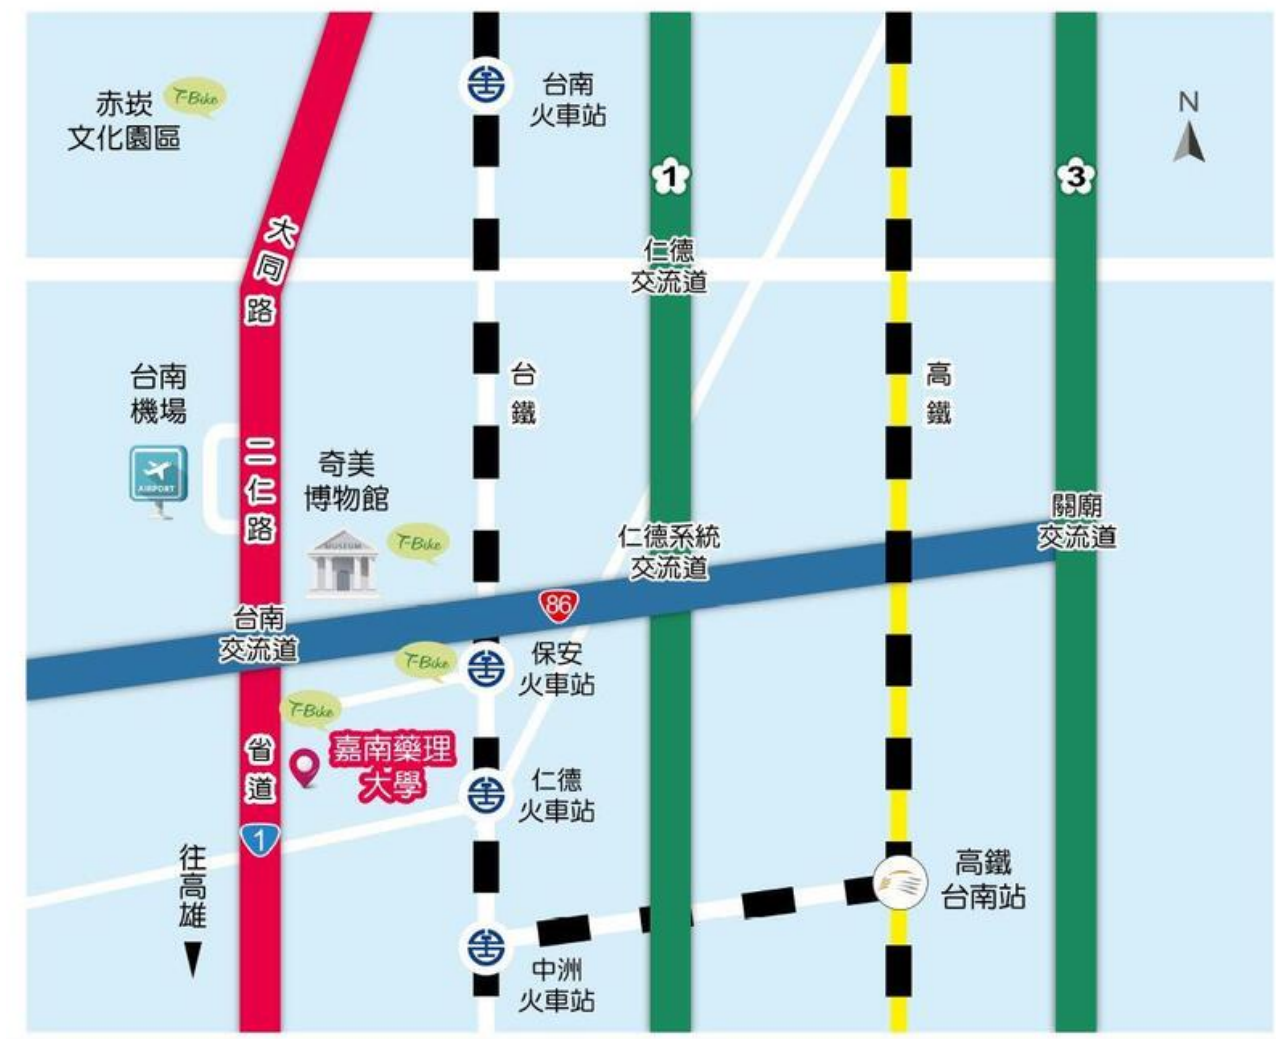 赤崁
文化園區
T-Bike
台南
火車站
N
1
3
大同路
仁德
交流道
台鐵
高鐵
台南
機場
AIRPORT
二仁路
奇美
博物館
MUSEUM
T-Bike
關廟
交流道
仁德系統
交流道
86
台南
交流道
T-Bike
保安
火車站
T-Bike
嘉南藥理
大學
省道
1
仁德
火車站
往高雄
高鐵
台南站
中洲
火車站